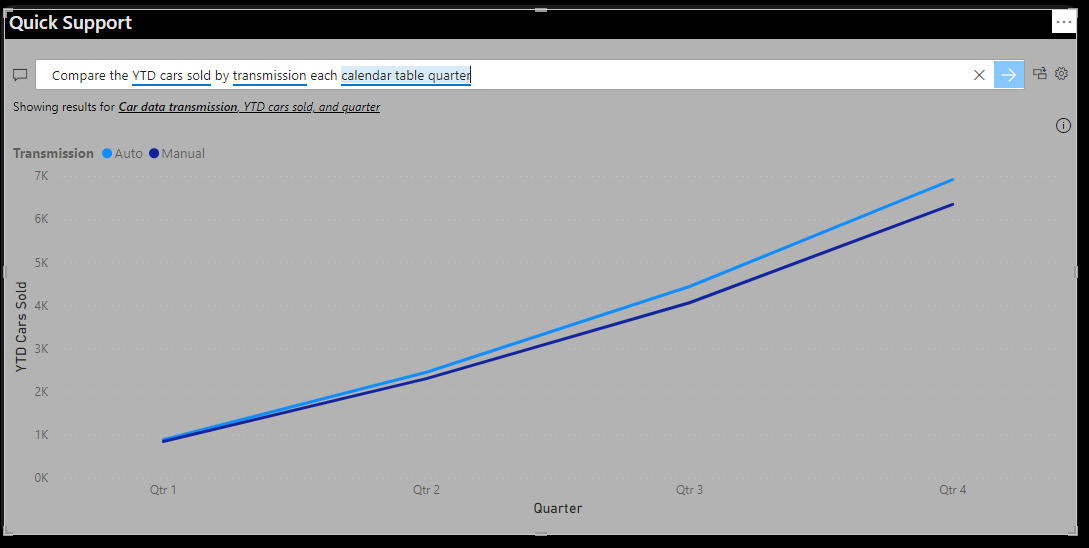 Quick Support
Compare the YTD cars sold by transmission each calendar table quarter
Showing results for Car data transmission, YTD cars sold, and quarter
Transmission Auto Manual
7K
6K
5K
4K
3K
2K
1K
0K
YTD Cars Sold
Qtr 1 Qtr 2 Qtr 3 Qtr 4
Quarter